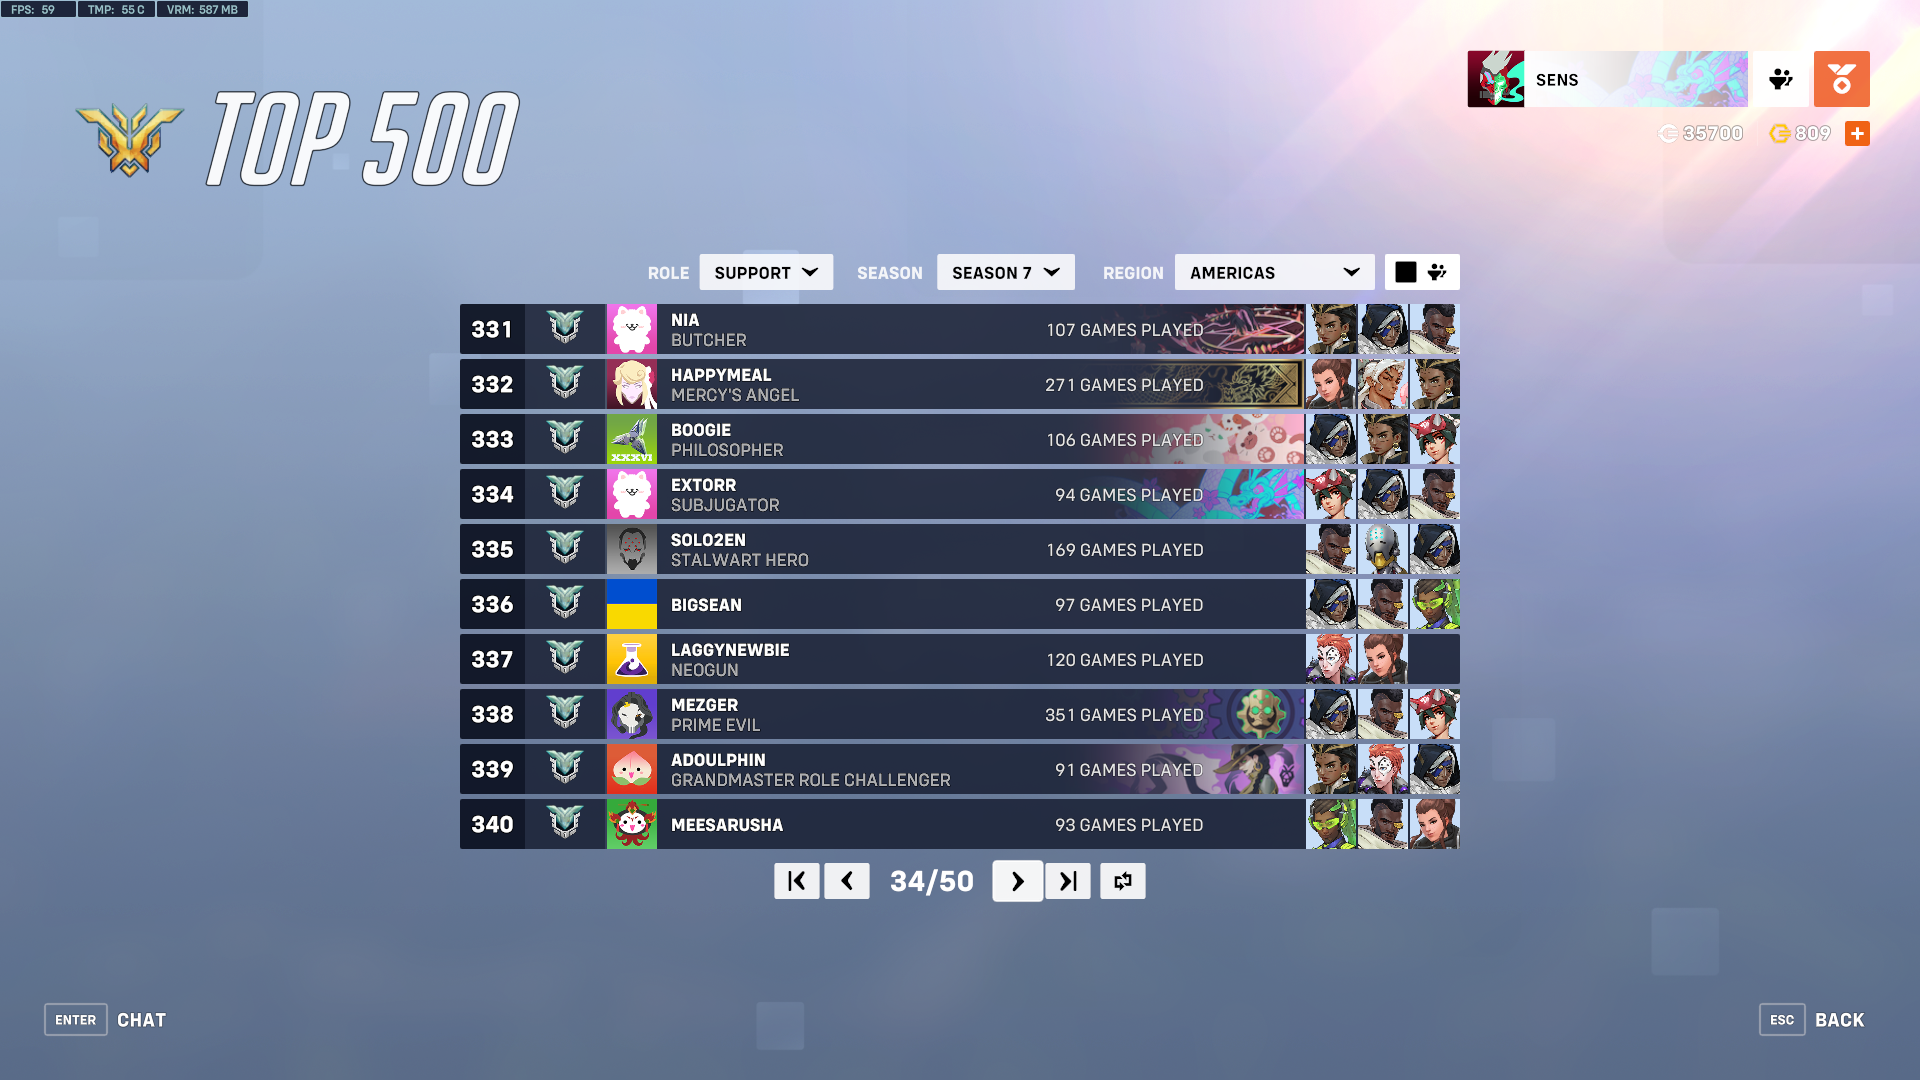 FPS: 59 TMP: 55 C VRM: 587 MB
SENS
35700 809
TOP 500
ROLE SUPPORT SEASON SEASON 7 REGION AMERICAS
331 NIA BUTCHER 107 GAMES PLAYED
332 HAPPYMEAL MERCY'S ANGEL 271 GAMES PLAYED
333 XXXVI BOOGIE PHILOSOPHER 106 GAMES PLAYED
334 EXTORR SUBJUGATOR 94 GAMES PLAYED
335 SOLO2EN STALWART HERO 169 GAMES PLAYED
336 BIGSEAN 97 GAMES PLAYED
337 LAGGYNEWBIE NEOGUN 120 GAMES PLAYED
338 MEZGER PRIME EVIL 351 GAMES PLAYED
339 ADOULPHIN GRANDMASTER ROLE CHALLENGER 91 GAMES PLAYED
340 MEESARUSHA 93 GAMES PLAYED
34/50
ENTER CHAT
ESC BACK